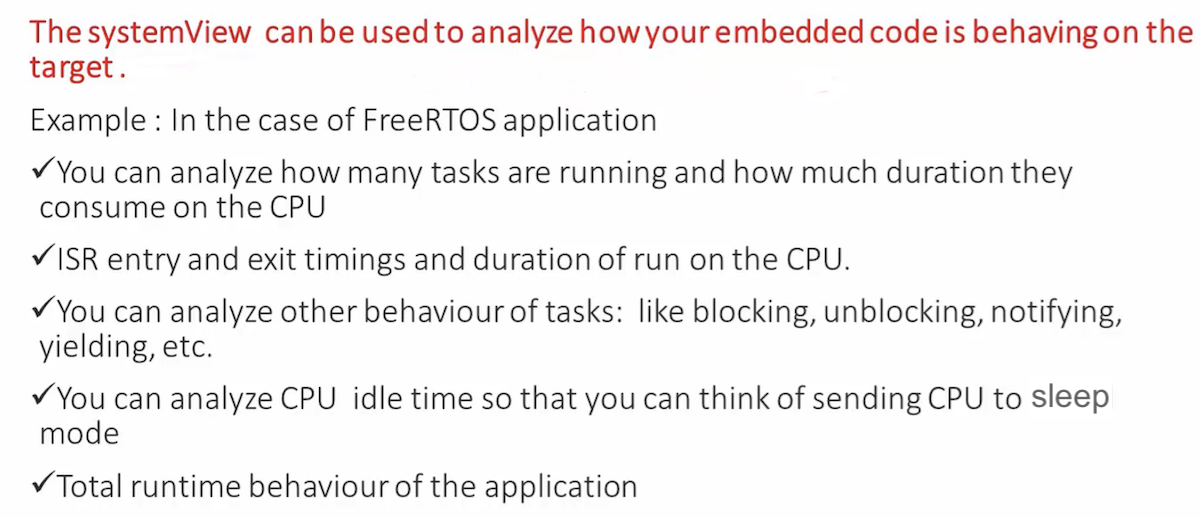 The systemView can be used to analyze how your embedded code is behaving on the
target .
Example : In the case of FreeRTOS application
✓You can analyze how many tasks are running and how much duration they
consume on the CPU
✓ISR entry and exit timings and duration of run on the CPU.
✓You can analyze other behaviour of tasks: like blocking, unblocking, notifying,
yielding, etc.
✓You can analyze CPU idle time so that you can think of sending CPU to sleep
mode
✓Total runtime behaviour of the application